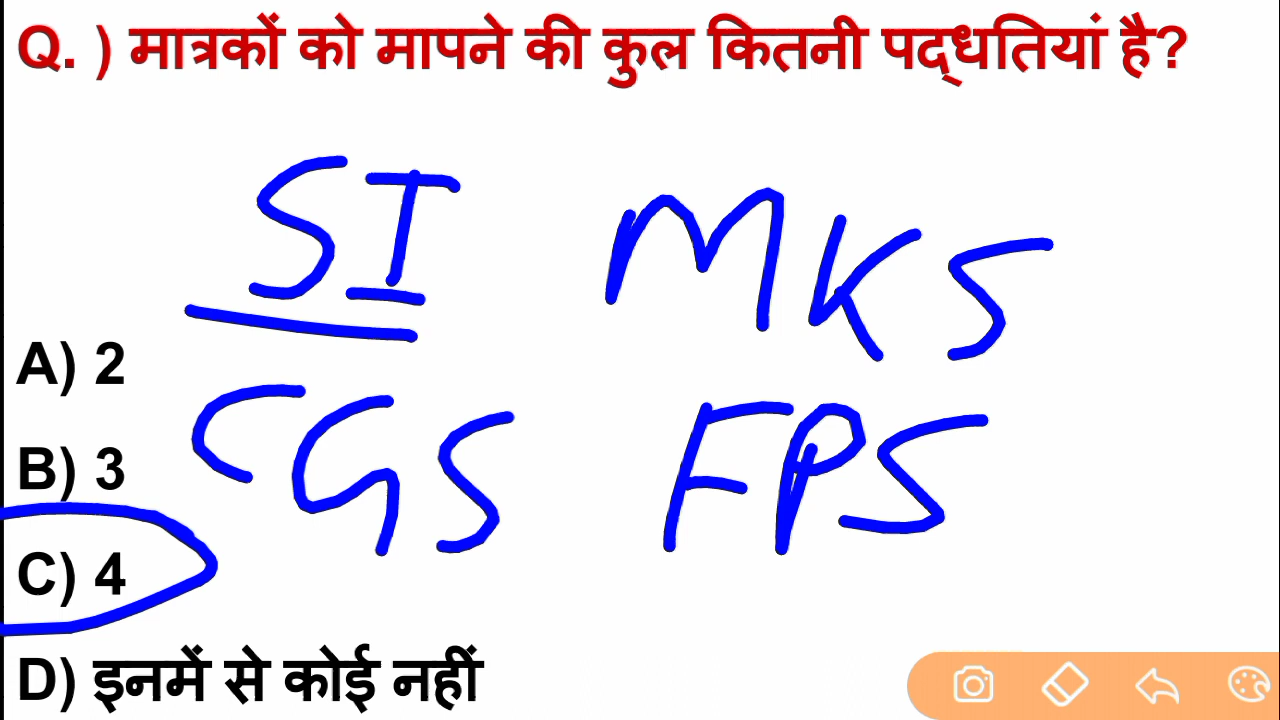 Q. ) मात्रकों को मापने की कुल कितनी पद्धतियां है?
SI MKS
A) 2
CGS FPS
B) 3
C) 4
D) इनमें से कोई नहीं